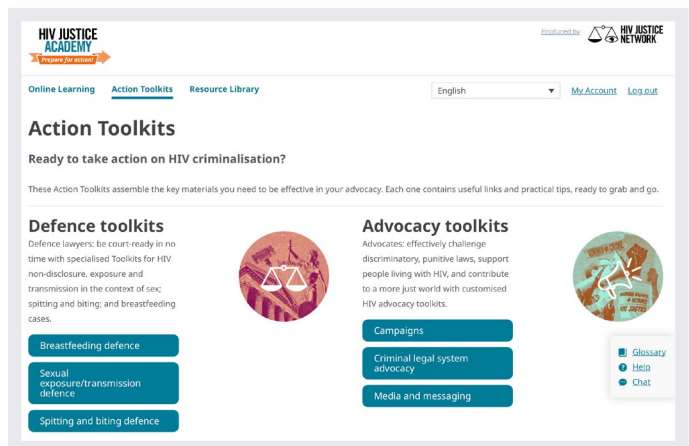 HIV JUSTICE
ACADEMY
Prepare for action!
Produced by
HIV JUSTICE
NETWORK
Online Learning
Action Toolkits
Resource Library
English
My Account
Log out
Action Toolkits
Ready to take action on HIV criminalisation?
These Action Toolkits assemble the key materials you need to be effective in your advocacy. Each one contains useful links and practical tips, ready to grab and go.
Defence toolkits
Defence lawyers: be court-ready in no
time with specialised Toolkits for HIV
non-disclosure, exposure and
transmission in the context of sex;
spitting and biting; and breastfeeding
cases.
Breastfeeding defence
Sexual
exposure/transmission
defence
Spitting and biting defence
Advocacy toolkits
Advocates: effectively challenge
discriminatory, punitive laws, support
people living with HIV, and contribute
to a more just world with customised
HIV advocacy toolkits.
Campaigns
Criminal legal system
advocacy
Media and messaging
HUMAN RIGHTS
& SCIENCE
HIV JUSTICE
Glossary
Help
Chat